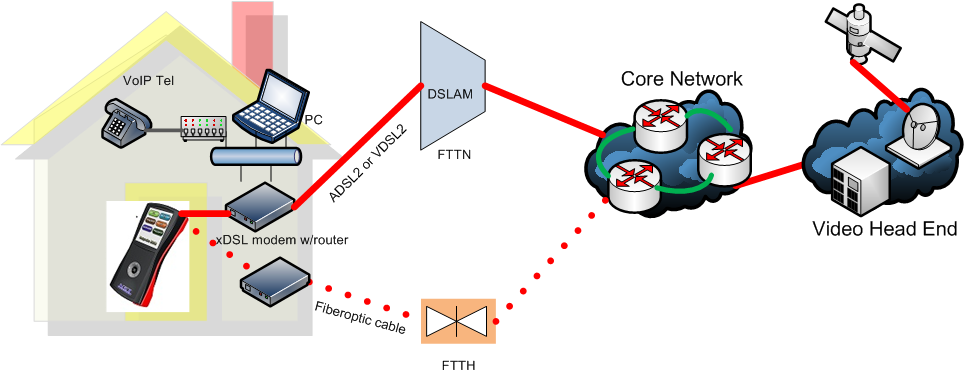 VoIP Tel
PC
xDSL modem w/router
ADSL2 or VDSL2
DSLAM
FTTN
Fiberoptic cable
FTTH
Core Network
Video Head End